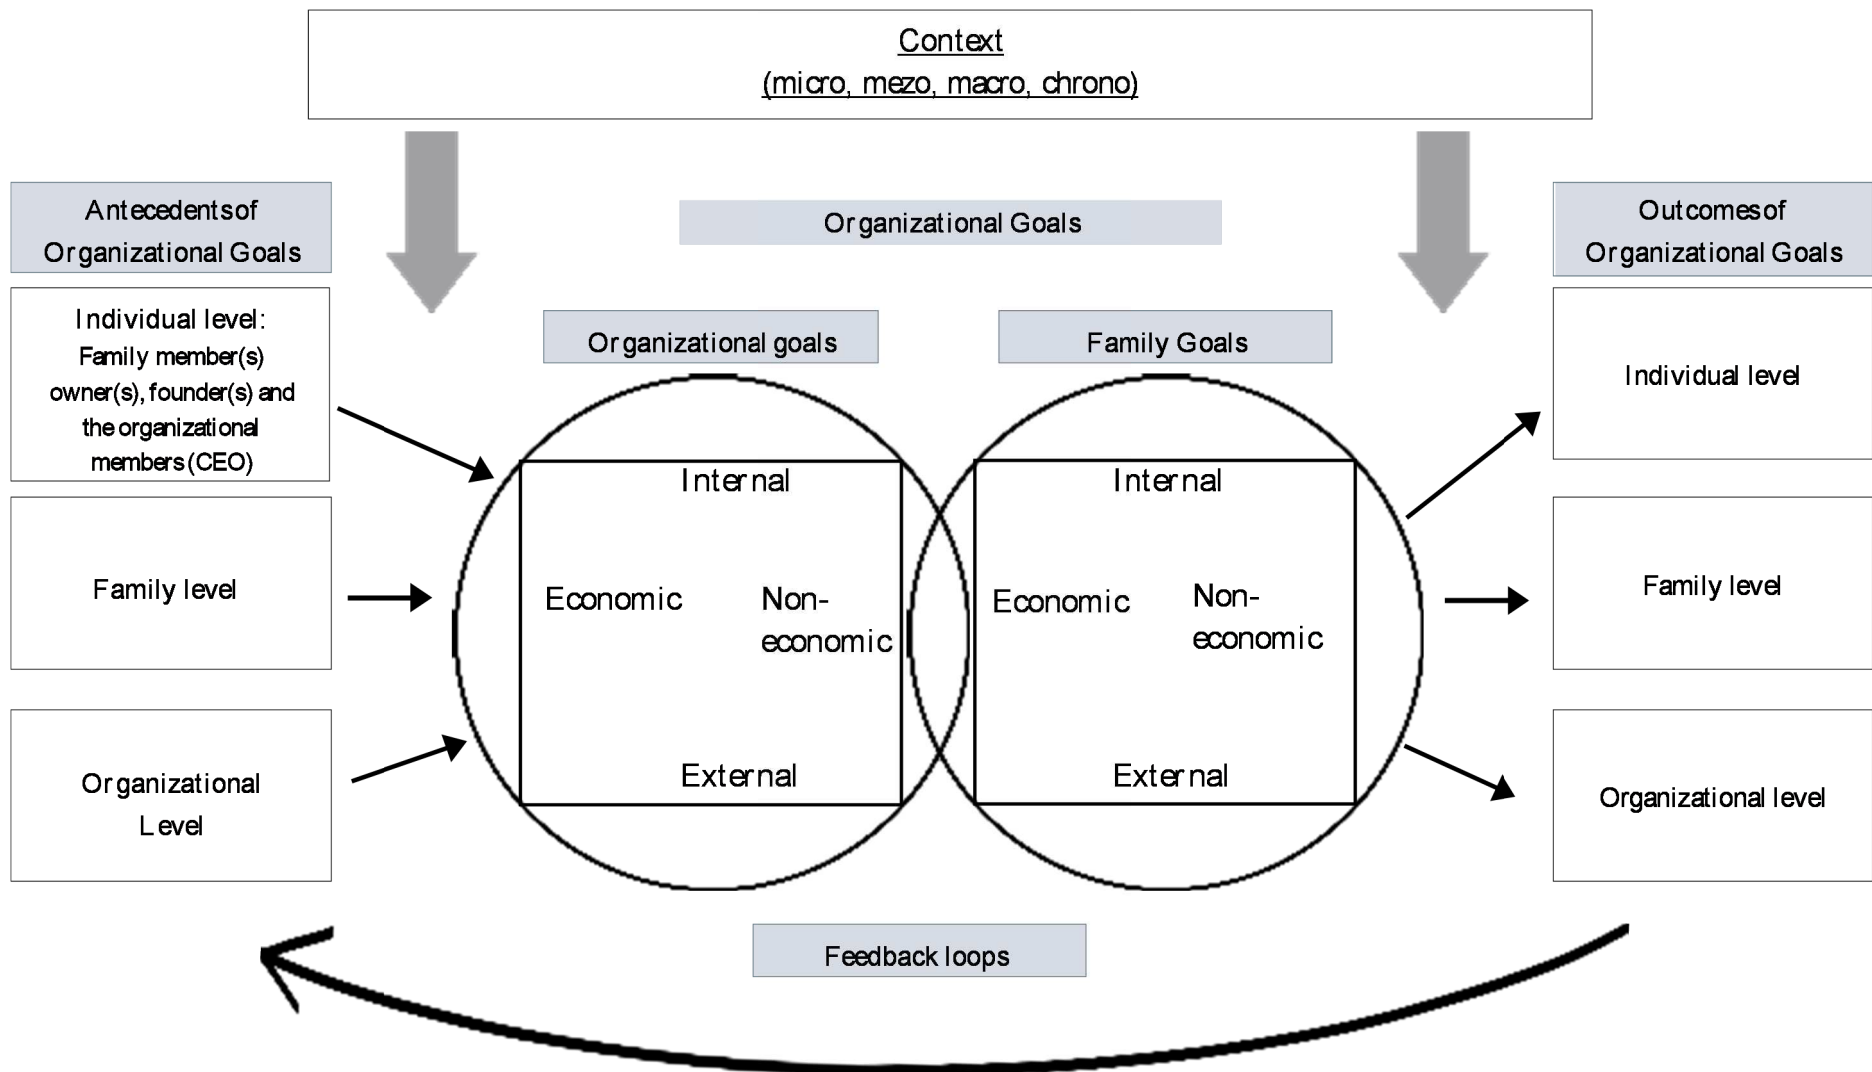 Context
(micro, mezo, macro, chrono)
Antecedents of
Organizational Goals
Organizational Goals
Outcomes of
Organizational Goals
Individual level:
Family member(s)
owner(s), founder(s) and
the organizational
members (CEO)
Family level
Organizational
Level
Organizational goals
Internal
Economic
Non-
economic
External
Family Goals
Internal
Economic
Non-
economic
External
Individual level
Family level
Organizational level
Feedback loops